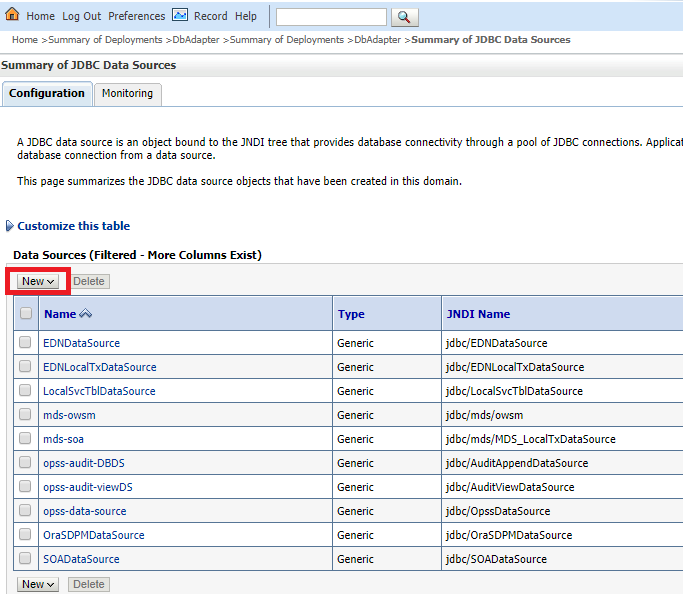 Home Log Out Preferences Record Help
Home >Summary of Deployments >DbAdapter >Summary of Deployments >DbAdapter >Summary of JDBC Data Sources
Summary of JDBC Data Sources
Configuration Monitoring
A JDBC data source is an object bound to the JNDI tree that provides database connectivity through a pool of JDBC connections. Applicat
database connection from a data source.
This page summarizes the JDBC data source objects that have been created in this domain.
Customize this table
Data Sources (Filtered - More Columns Exist)
New Delete
Name Type JNDI Name
EDNDataSource Generic jdbc/EDNDataSource
EDNLocalTxDataSource Generic jdbc/EDNLocalTxDataSource
LocalSvcTblDataSource Generic jdbc/LocalSvcTblDataSource
mds-owsm Generic jdbc/mds/owsm
mds-soa Generic jdbc/mds/MDS_LocalTxDataSource
opss-audit-DBDS Generic jdbc/AuditAppendDataSource
opss-audit-viewDS Generic jdbc/AuditViewDataSource
opss-data-source Generic jdbc/OpssDataSource
OraSDPMDataSource Generic jdbc/OraSDPMDataSource
SOADataSource Generic jdbc/SOADataSource
New Delete